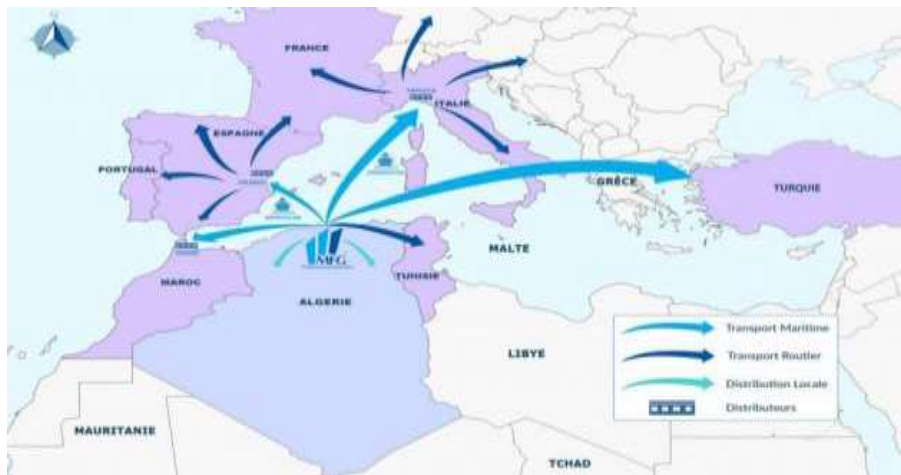 FRANCE
ITALIE
ESPAGNE
PORTUGAL
GRÈCE
TURQUIE
MALTE
MFG
TUNISIE
MAROC
ALGERIE
LIBYE
MAURITANIE
TCHAD
Transport Maritime
Transport Routier
Distribution Locale
Distributeurs